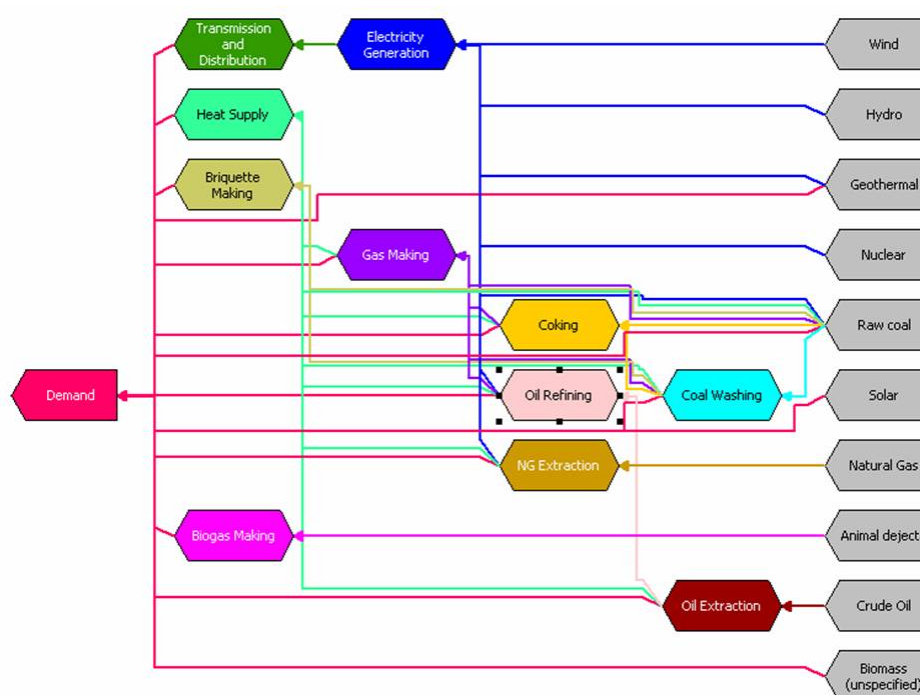 Transmission
and
Distribution
Electricity
Generation
Wind
Heat Supply
Hydro
Briquette
Making
Geothermal
Gas Making
Nuclear
Coking
Raw coal
Demand
Oil Refining
Coal Washing
Solar
NG Extraction
Natural Gas
Biogas Making
Animal deject
Oil Extraction
Crude Oil
Biomass
(unspecified)